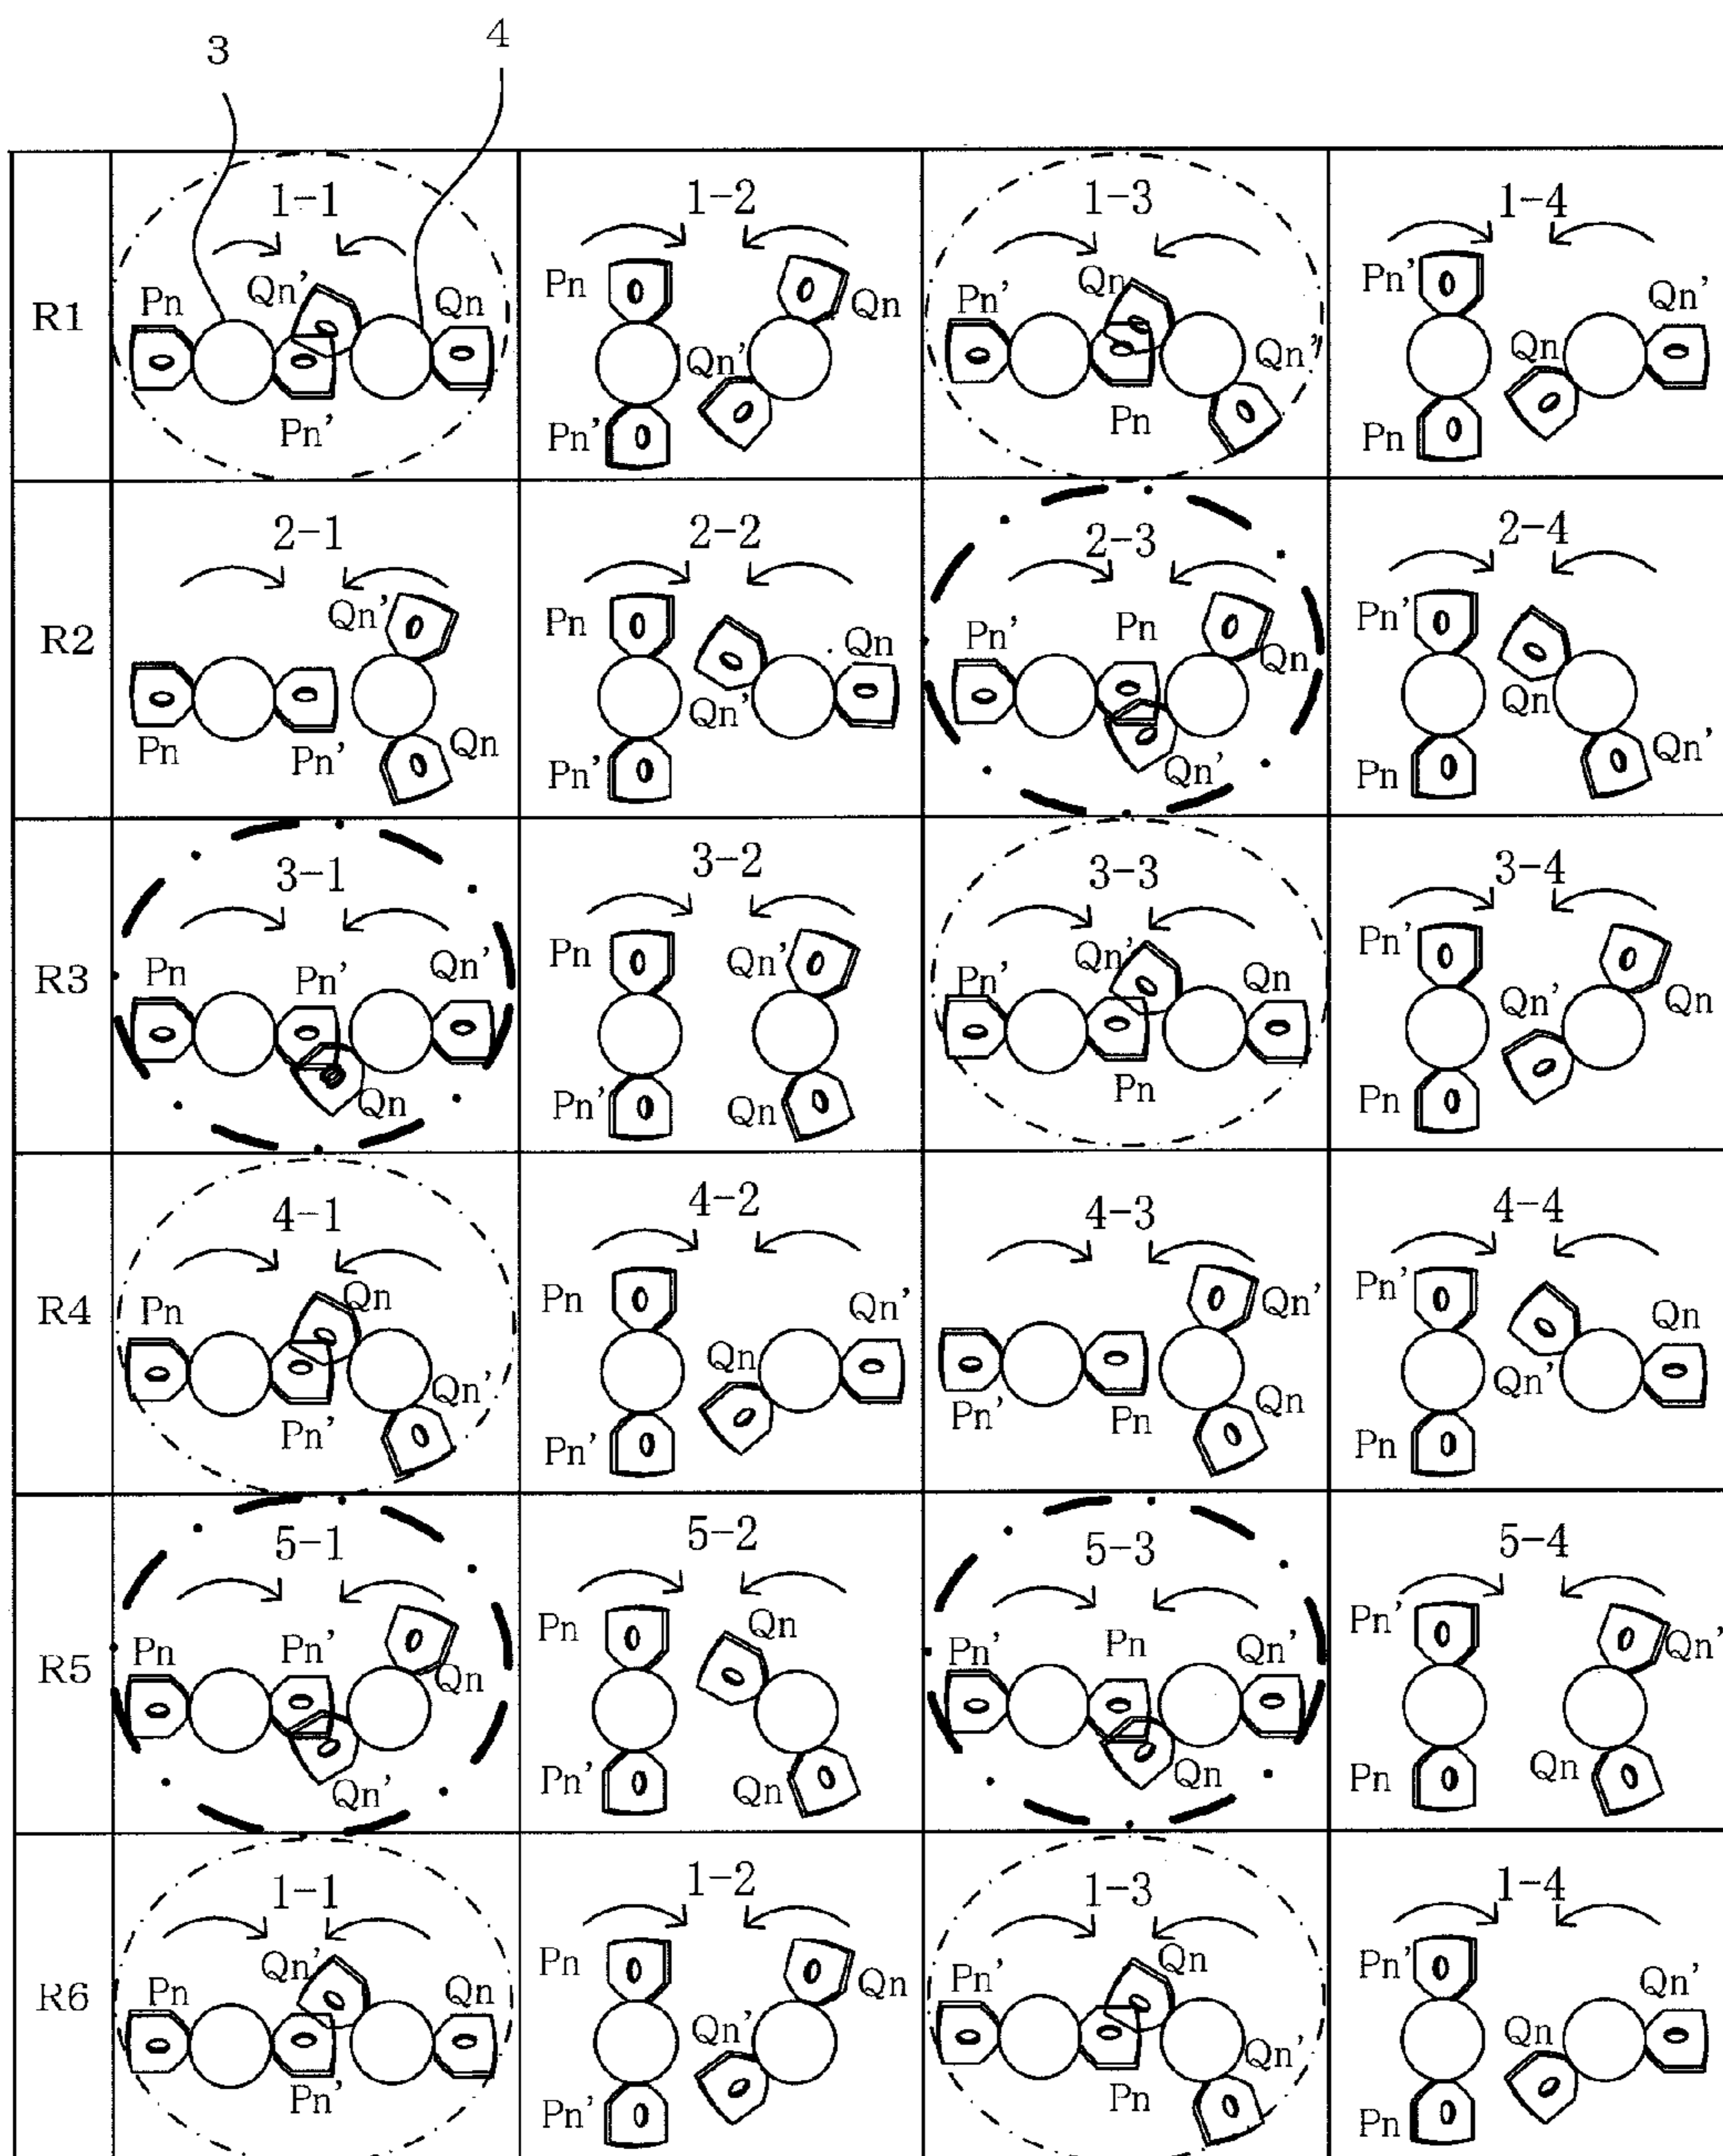 3 4
R1
1-1 1-2 1-3 1-4
Pn Qn' Qn Pn'
Pn Qn Qn' Pn'
Pn' Qn Qn' Pn
Pn' Qn' Qn Pn
R2
2-1 2-2 2-3 2-4
Qn' Pn Pn' Qn
Pn Qn Qn' Pn'
Pn' Pn Qn Qn'
Pn' Qn Pn Qn'
R3
3-1 3-2 3-3 3-4
Pn Pn' Qn' Qn
Pn Qn' Pn' Qn
Qn' Pn' Qn Pn
Pn' Qn' Qn Pn
R4
4-1 4-2 4-3 4-4
Pn Qn Qn' Pn'
Pn Qn' Qn Pn'
Qn' Pn' Pn Qn
Pn' Qn Qn' Pn
R5
5-1 5-2 5-3 5-4
Pn Pn' Qn Qn'
Pn Qn Pn' Qn
Pn' Pn Qn' Qn
Pn' Qn' Pn Qn
R6
1-1 1-2 1-3 1-4
Pn Qn' Qn Pn'
Pn Qn Qn' Pn'
Pn' Qn Qn' Pn
Pn' Qn' Qn Pn